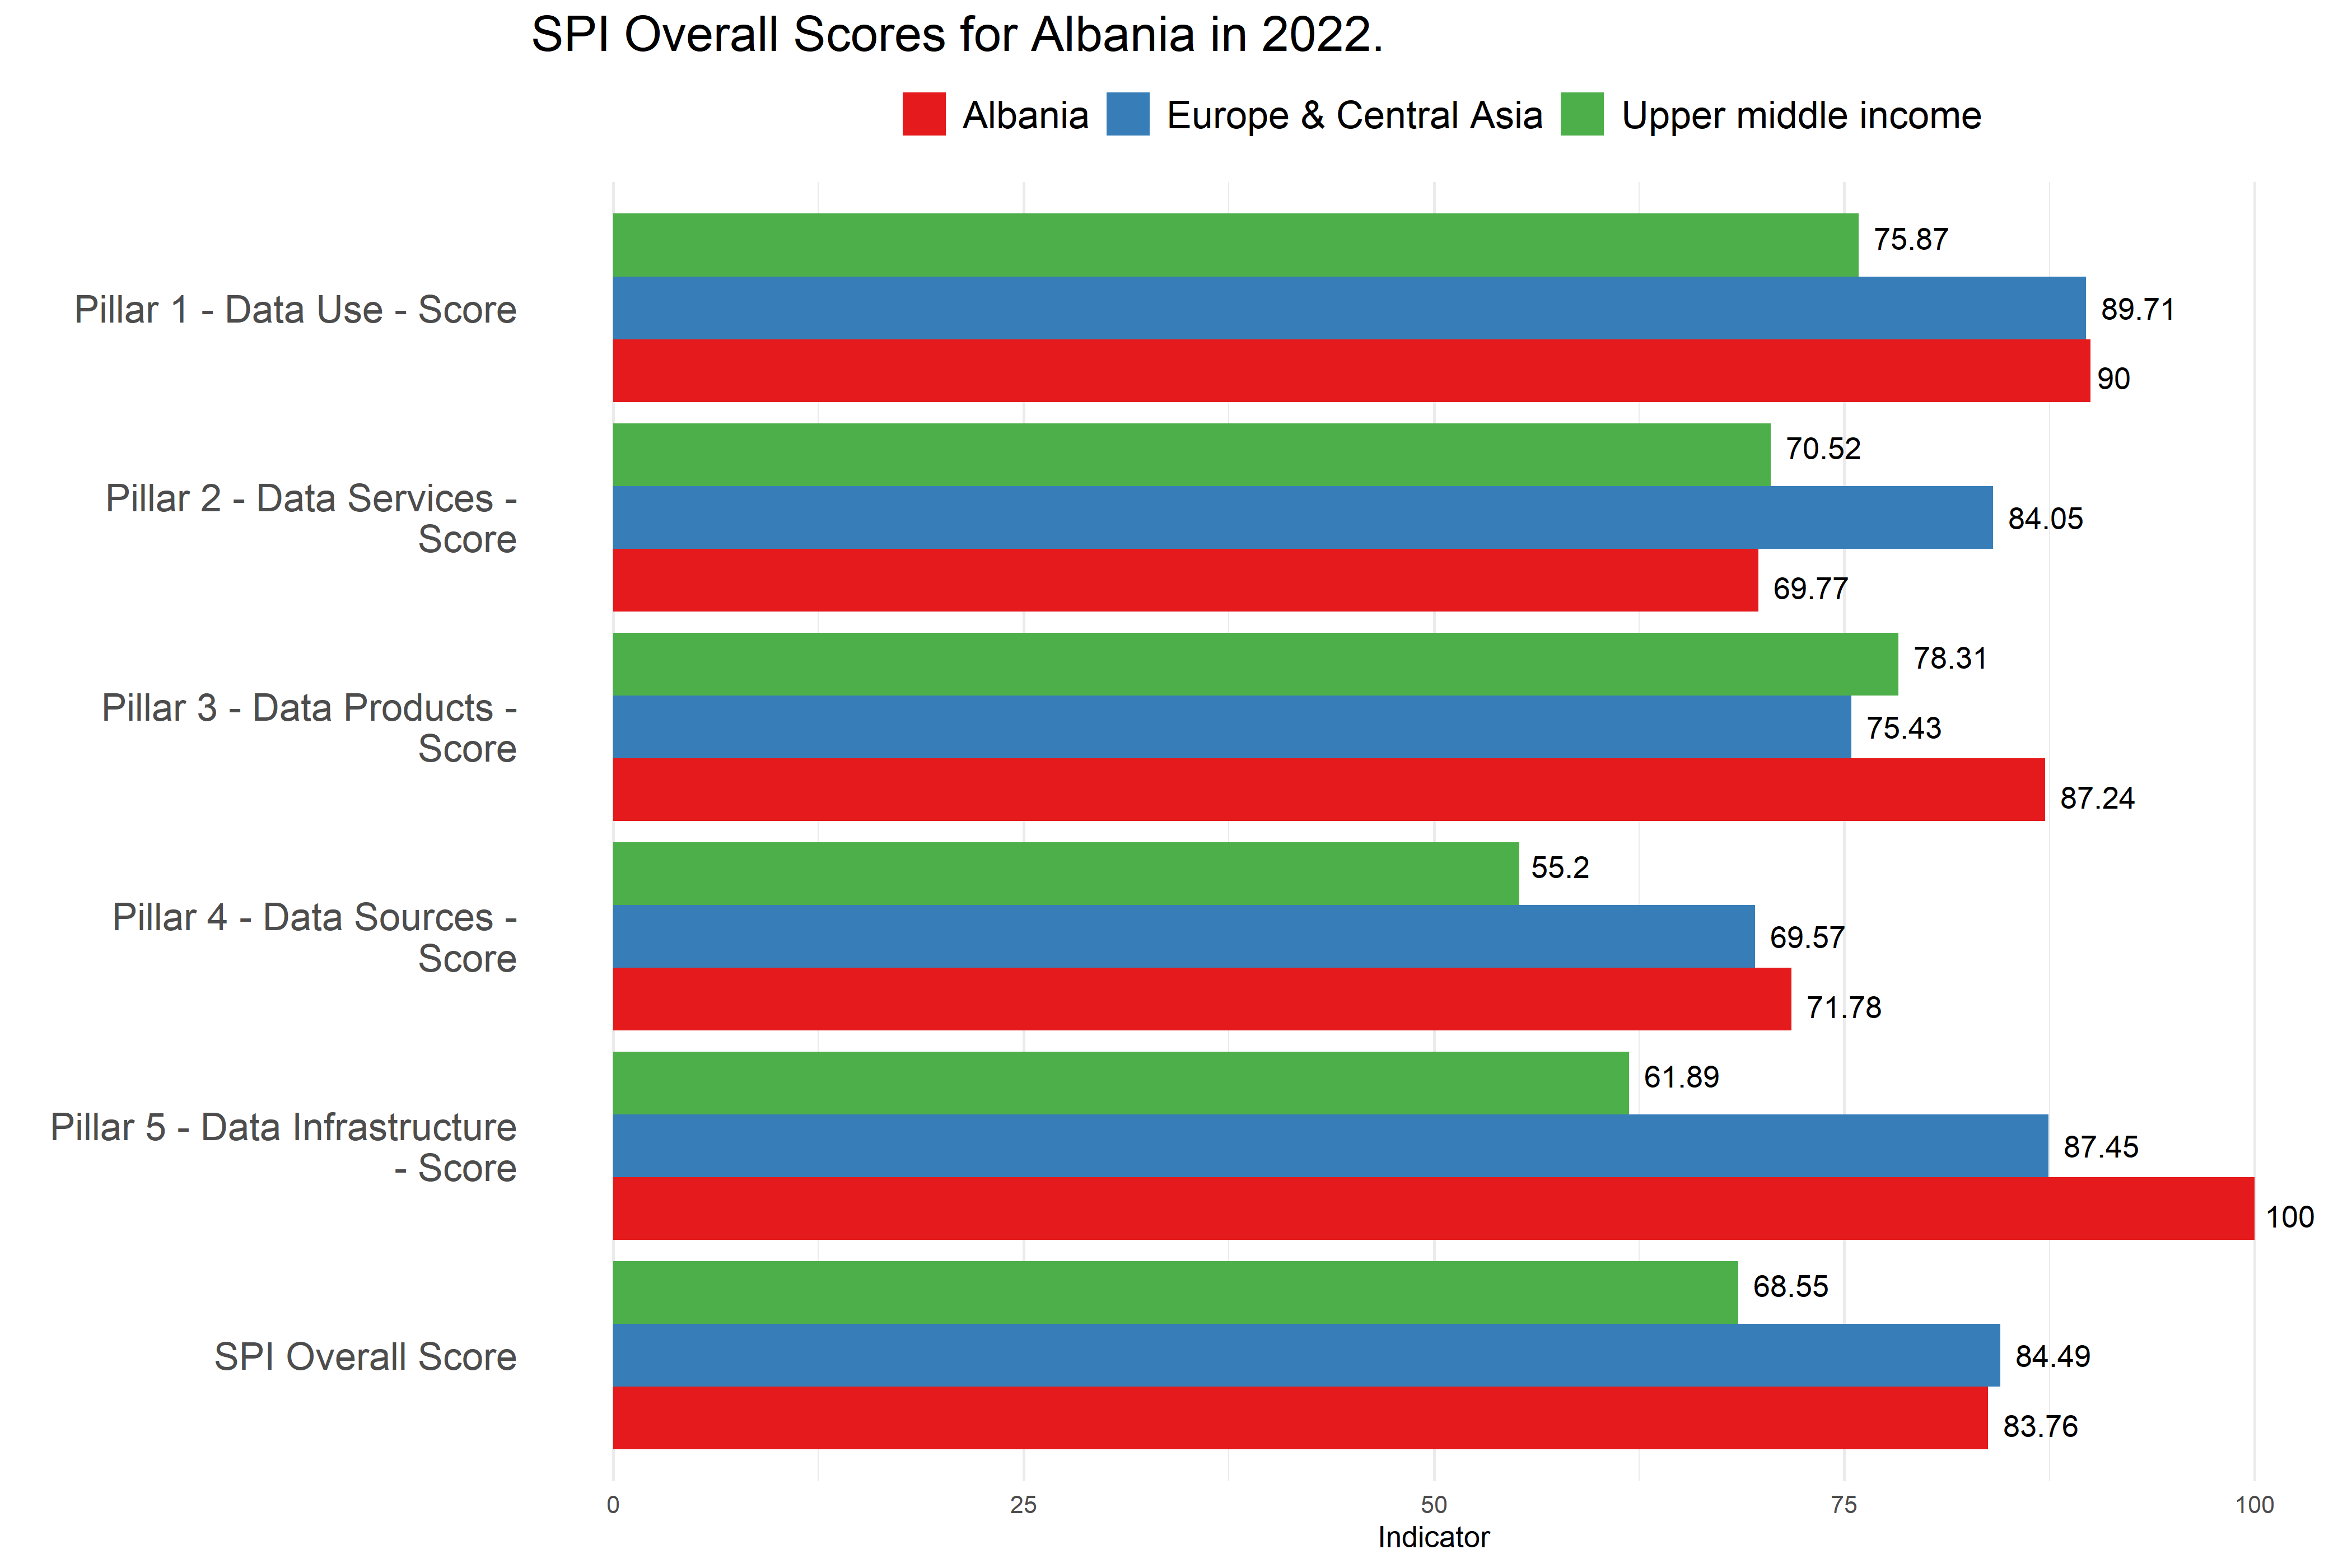 SPI Overall Scores for Albania in 2022.
Albania Europe & Central Asia Upper middle income
Pillar 1 - Data Use - Score
75.87
89.71
90
Pillar 2 - Data Services -
Score
70.52
84.05
69.77
Pillar 3 - Data Products -
Score
78.31
75.43
87.24
Pillar 4 - Data Sources -
Score
55.2
69.57
71.78
Pillar 5 - Data Infrastructure
- Score
61.89
87.45
100
SPI Overall Score
68.55
84.49
83.76
0 25 50 75 100
Indicator